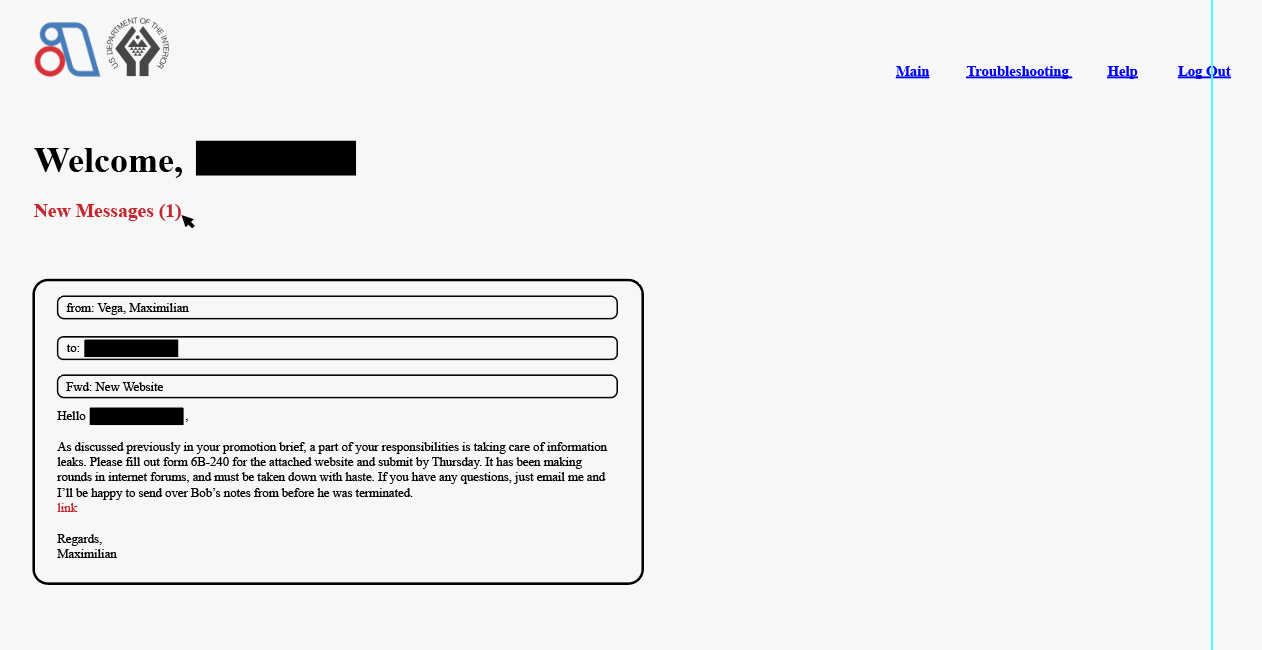 U.S. DEPARTMENT OF THE INTERIOR
Main Troubleshooting Help Log Out
Welcome,
New Messages (1)
from: Vega, Maximilian
to:
Fwd: New Website
Hello ,
As discussed previously in your promotion brief, a part of your responsibilities is taking care of information
leaks. Please fill out form 6B-240 for the attached website and submit by Thursday. It has been making
rounds in internet forums, and must be taken down with haste. If you have any questions, just email me and
I’ll be happy to send over Bob’s notes from before he was terminated.
link
Regards,
Maximilian